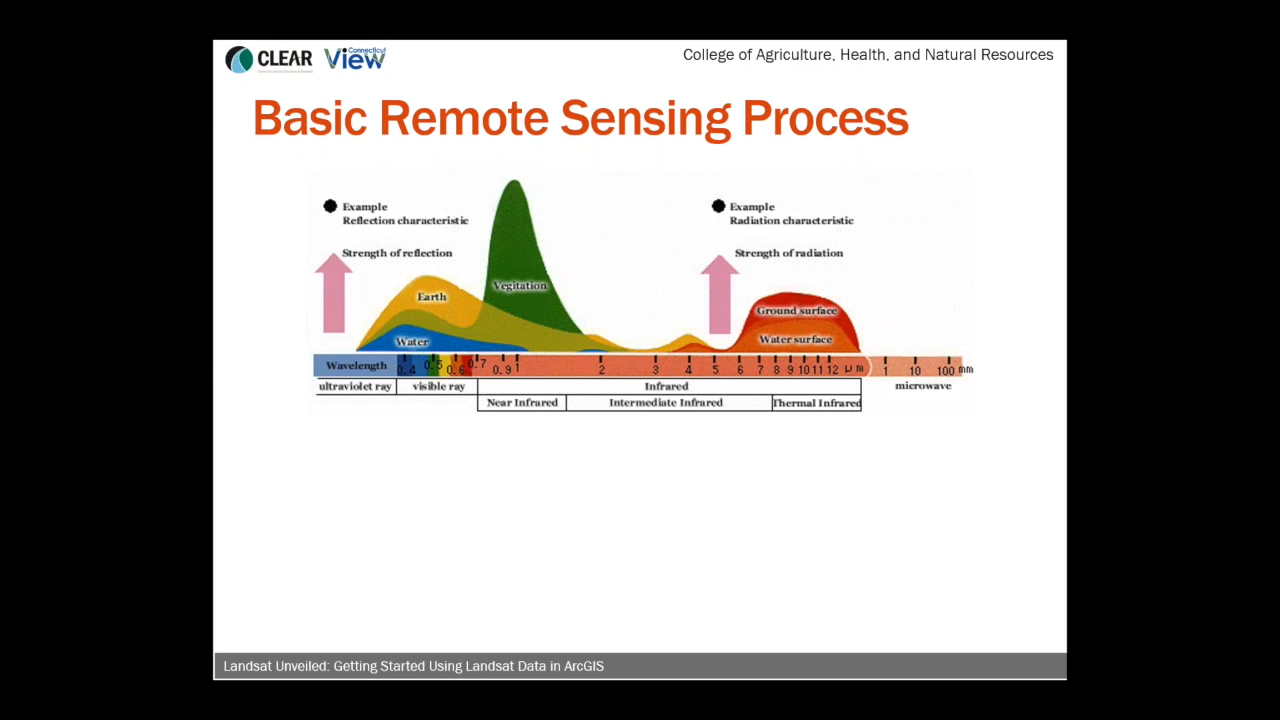 CLEAR
Connecticut
View
College of Agriculture, Health, and Natural Resources
Basic Remote Sensing Process
Example
Reflection characteristic
Strength of reflection
Example
Radiation characteristic
Strength of radiation
Vegitation
Earth
Water
Ground surface
Water surface
Wavelength 0.4 0.5 0.6 0.7 0.9 1 2 3 4 5 6 7 8 9 10 11 12 μm 1 10 100 mm
ultraviolet ray visible ray Infrared microwave
Near Infrared Intermediate Infrared Thermal Infrared
Landsat Unveiled: Getting Started Using Landsat Data in ArcGIS